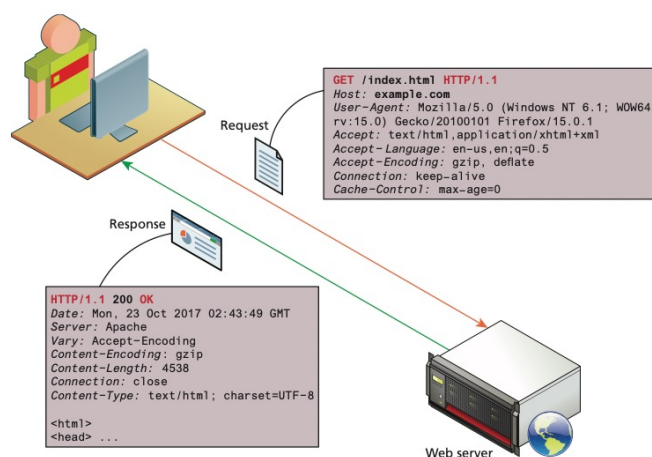 Request
GET /index.html HTTP/1.1
Host: example.com
User-Agent: Mozilla/5.0 (Windows NT 6.1; WOW64
rv:15.0) Gecko/20100101 Firefox/15.0.1
Accept: text/html,application/xhtml+xml
Accept-Language: en-us,en;q=0.5
Accept-Encoding: gzip, deflate
Connection: keep-alive
Cache-Control: max-age=0
Response
HTTP/1.1 200 OK
Date: Mon, 23 Oct 2017 02:43:49 GMT
Server: Apache
Vary: Accept-Encoding
Content-Encoding: gzip
Content-Length: 4538
Connection: close
Content-Type: text/html; charset=UTF-8
<html>
<head> ...
Web server